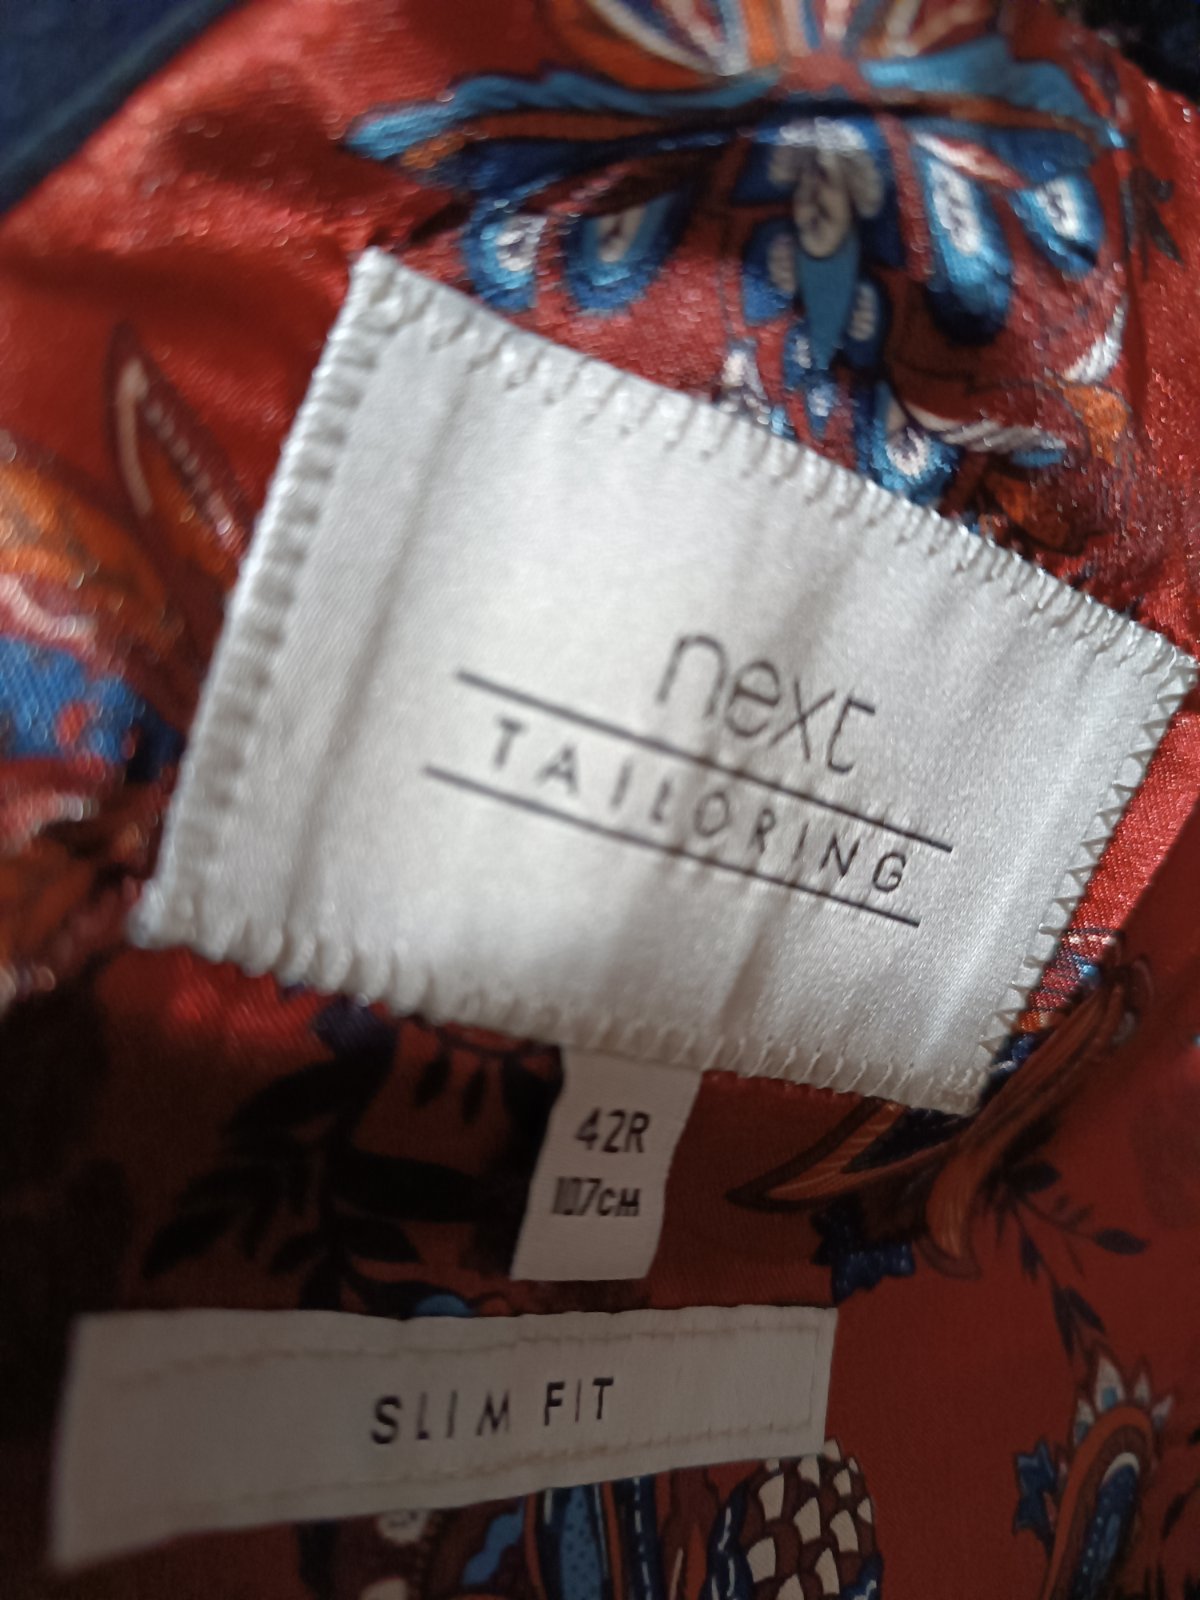 next
TAILORING
42R
107CM
SLIM FIT